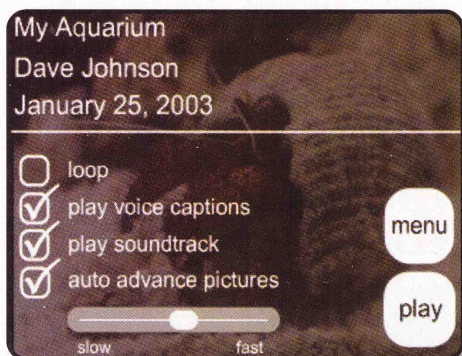 My Aquarium
Dave Johnson
January 25, 2003
loop
play voice captions
play soundtrack
auto advance pictures
menu
play
slow fast